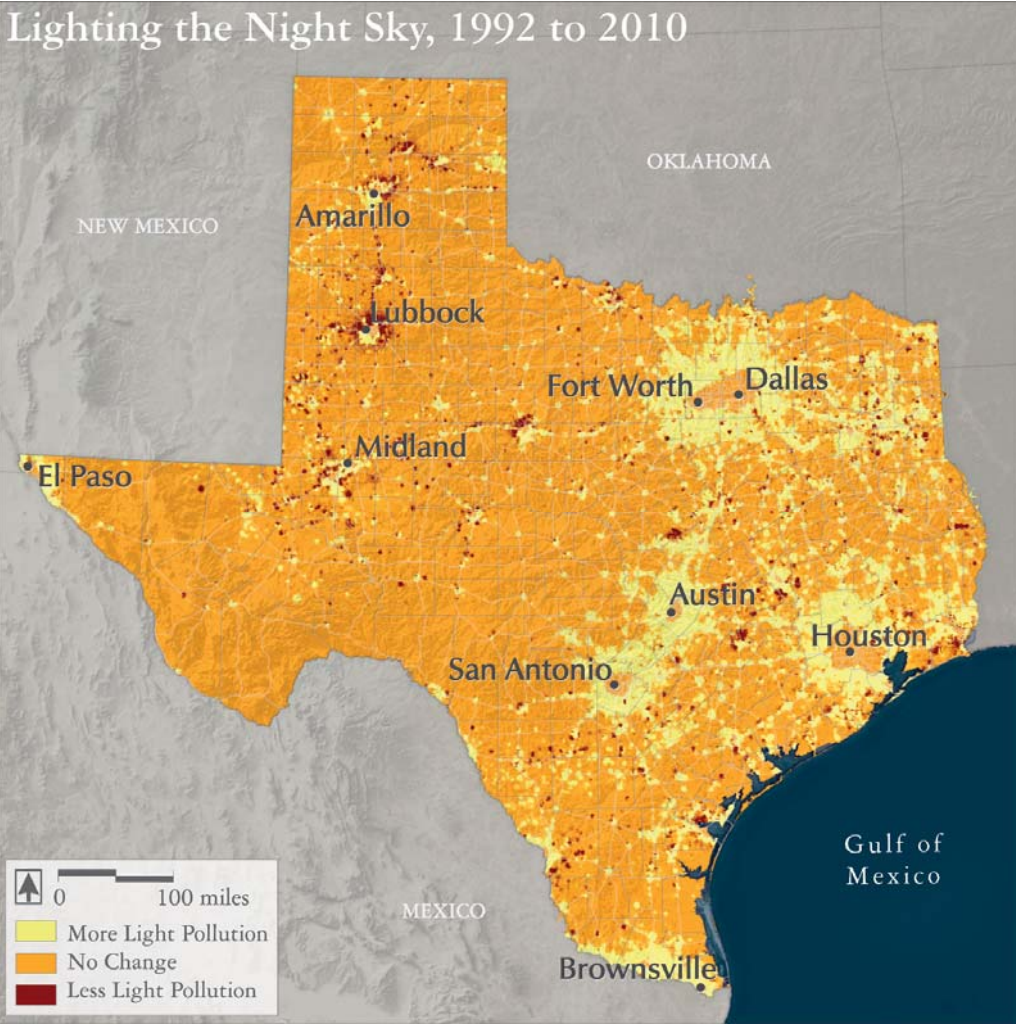 Lighting the Night Sky, 1992 to 2010
OKLAHOMA
NEW MEXICO
Amarillo
Lubbock
Fort Worth
Dallas
Midland
El Paso
Austin
Houston
San Antonio
Gulf of
Mexico
MEXICO
Brownsville
0 100 miles
More Light Pollution
No Change
Less Light Pollution